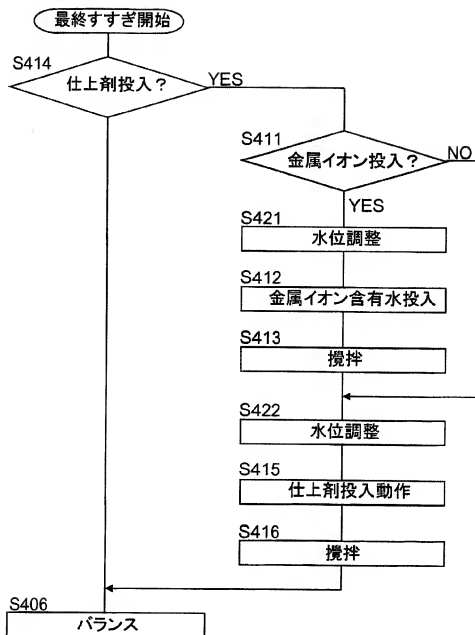 最終すすぎ開始
S414
仕上剤投入?
YES
S411
金属イオン投入?
NO
YES
S421
水位調整
S412
金属イオン含有水投入
S413
攪拌
S422
水位調整
S415
仕上剤投入動作
S416
攪拌
S406
バランス